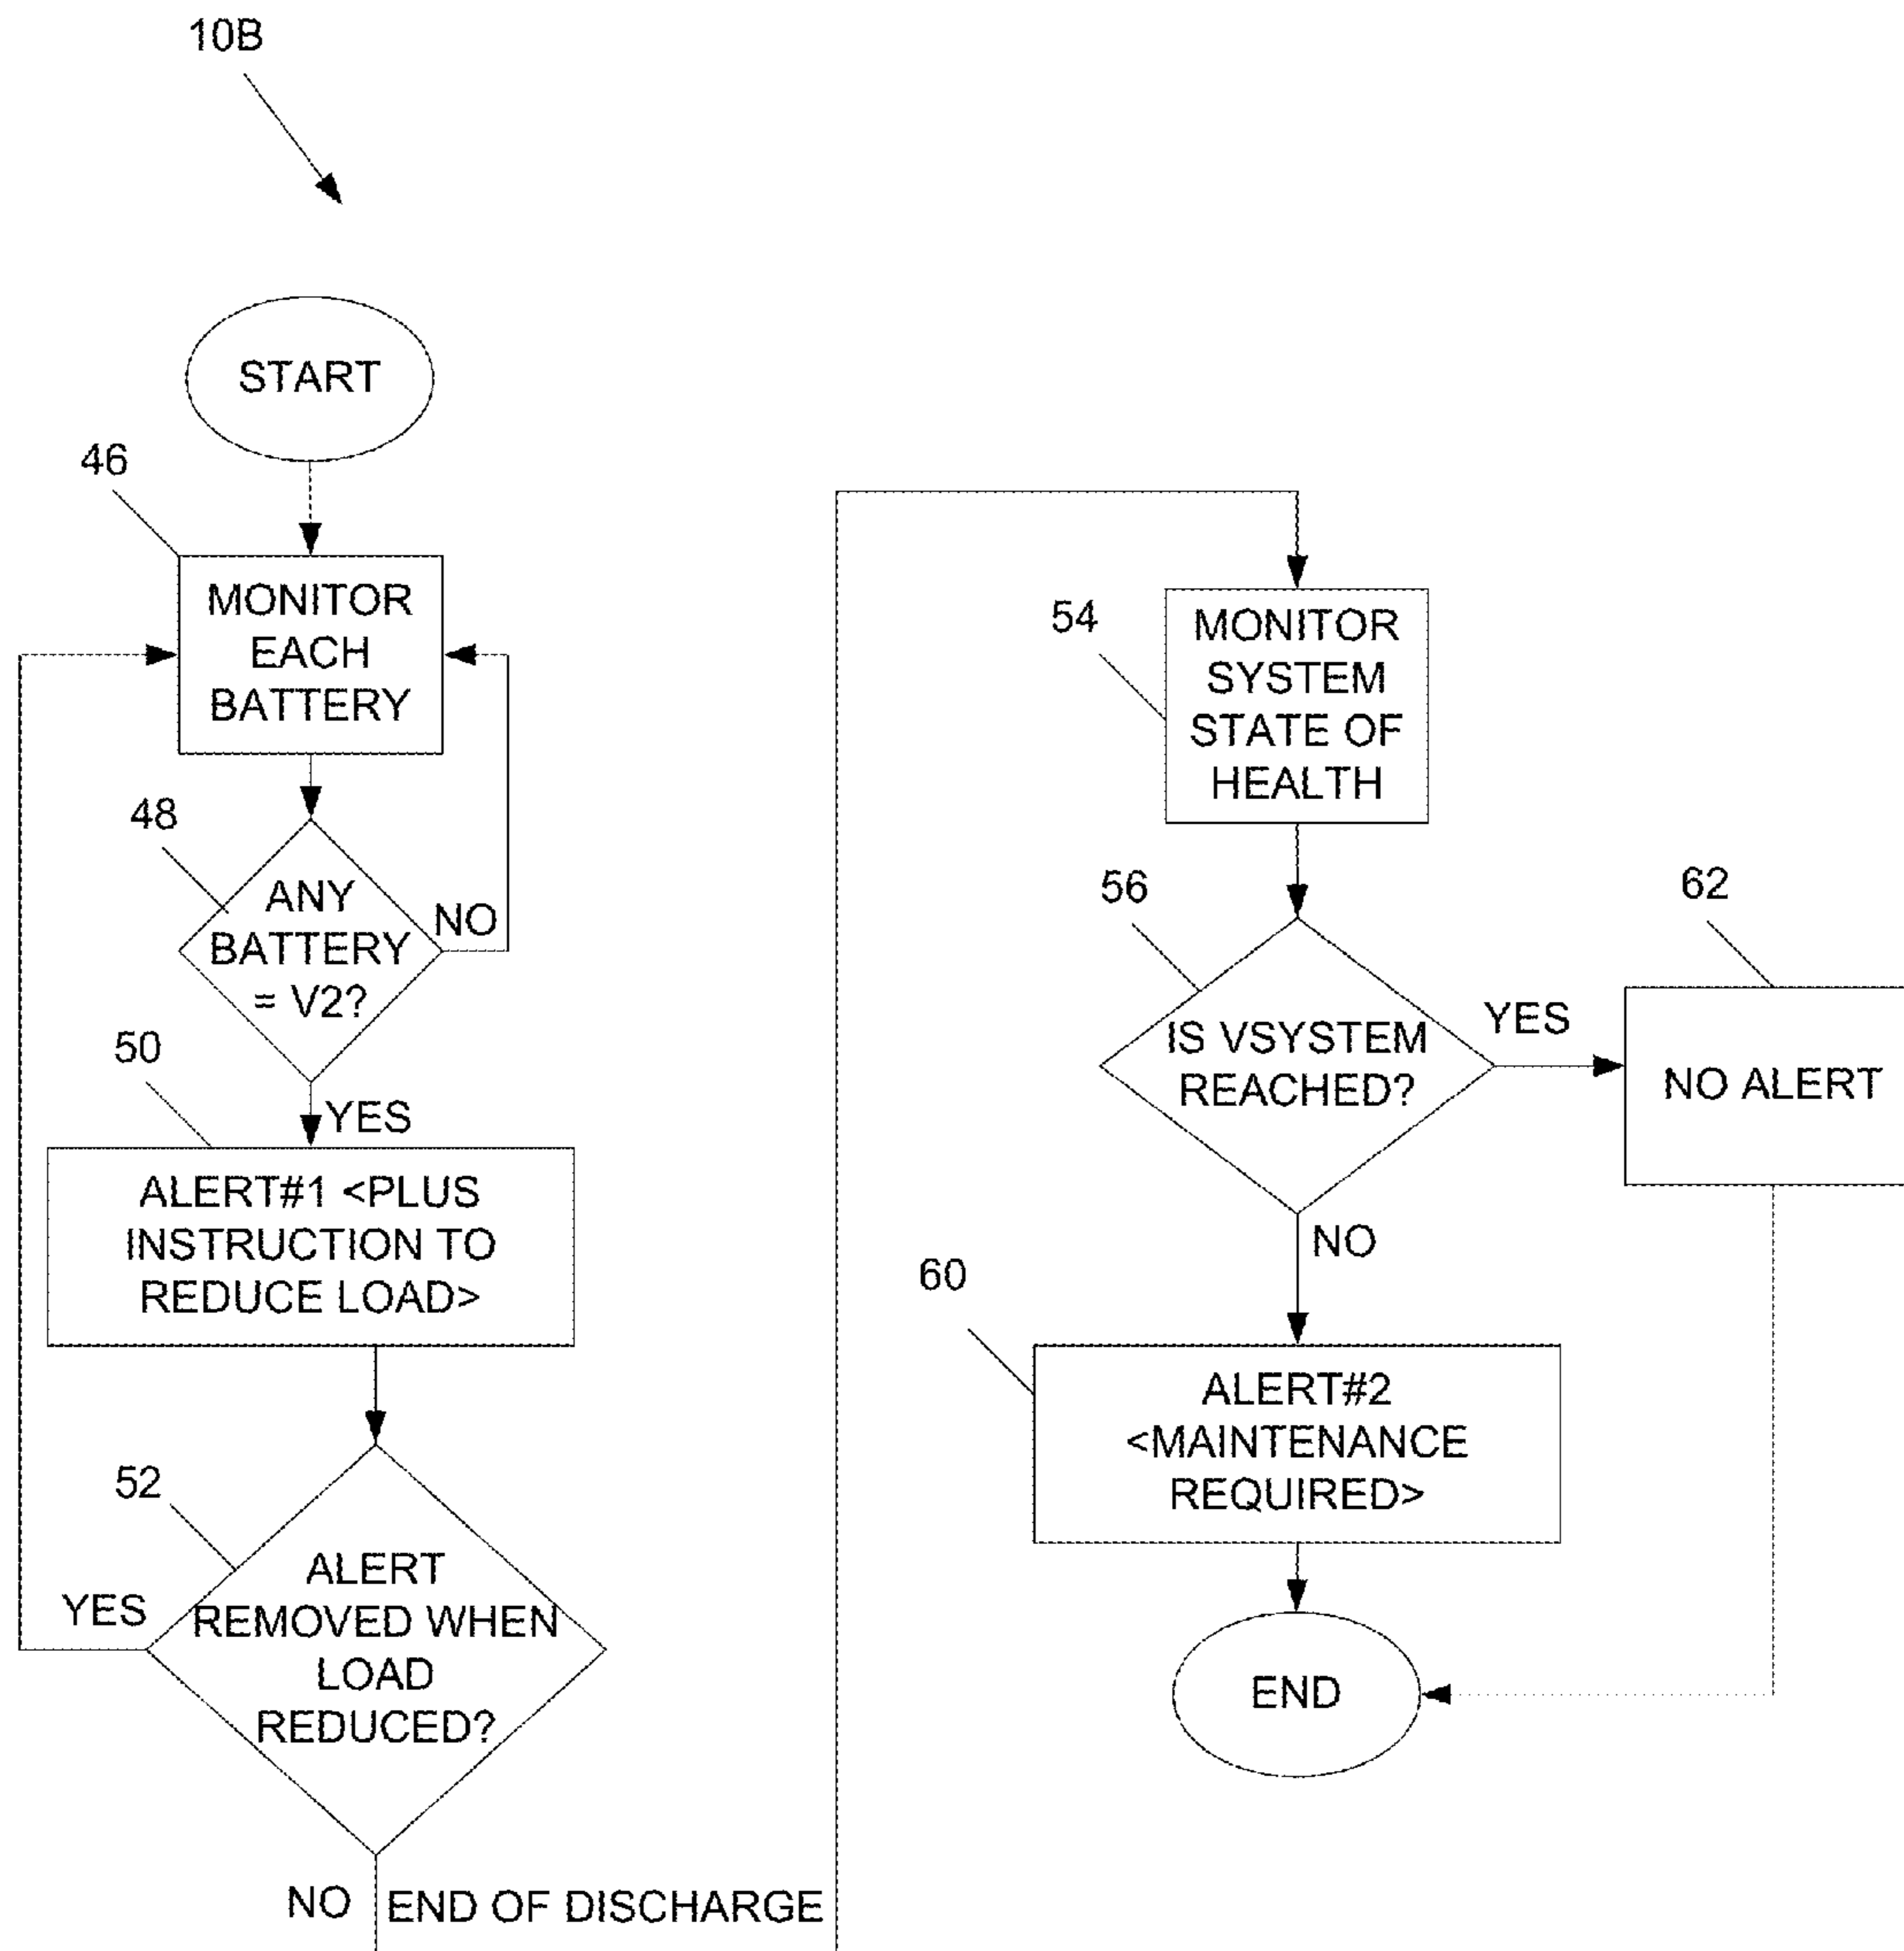 10B
START
46
MONITOR
EACH
BATTERY
48
ANY
BATTERY
= V2?
NO
50
YES
ALERT#1 <PLUS
INSTRUCTION TO
REDUCE LOAD>
52
ALERT
REMOVED WHEN
LOAD
REDUCED?
YES
NO
END OF DISCHARGE
54
MONITOR
SYSTEM
STATE OF
HEALTH
56
IS VSYSTEM
REACHED?
YES
62
NO ALERT
NO
60
ALERT#2
<MAINTENANCE
REQUIRED>
END